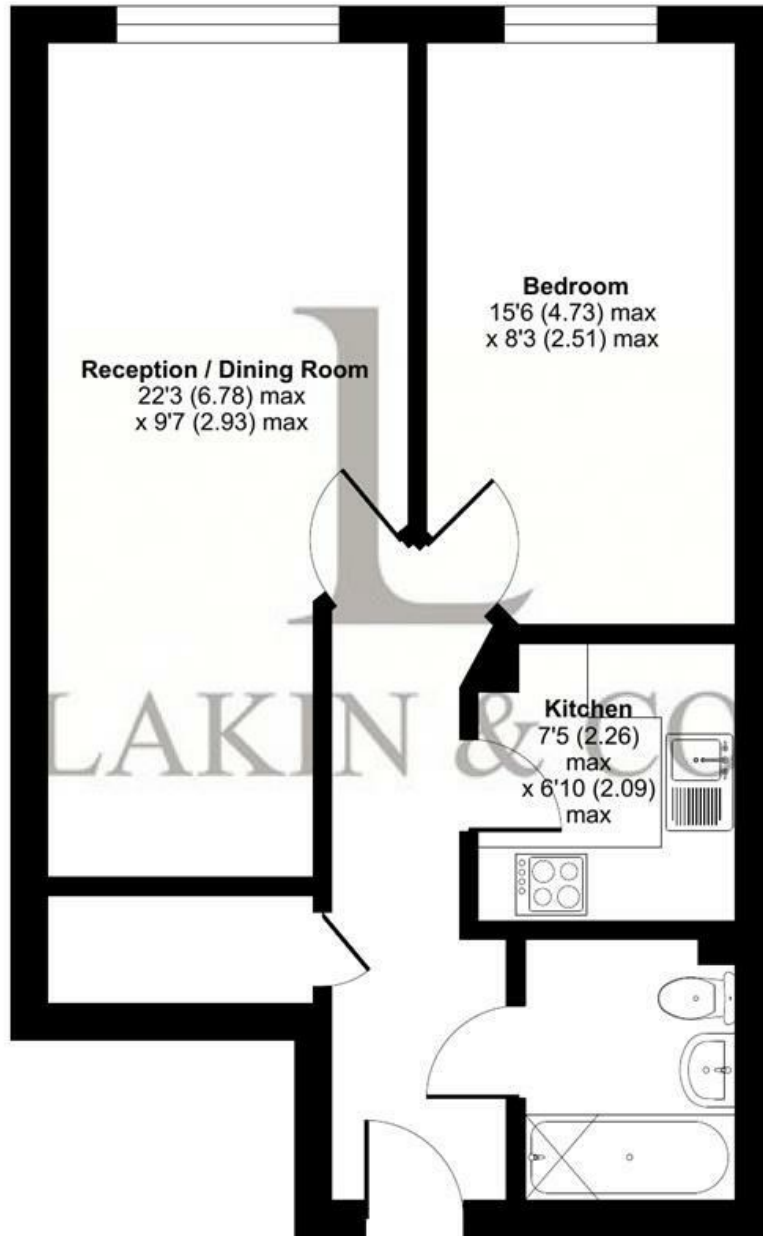 Bedroom
15'6 (4.73) max
x 8'3 (2.51) max
Reception / Dining Room
22'3 (6.78) max
x 9'7 (2.93) max
L
LAKIN & CO
Kitchen
7'5 (2.26)
max
x 6'10 (2.09)
max